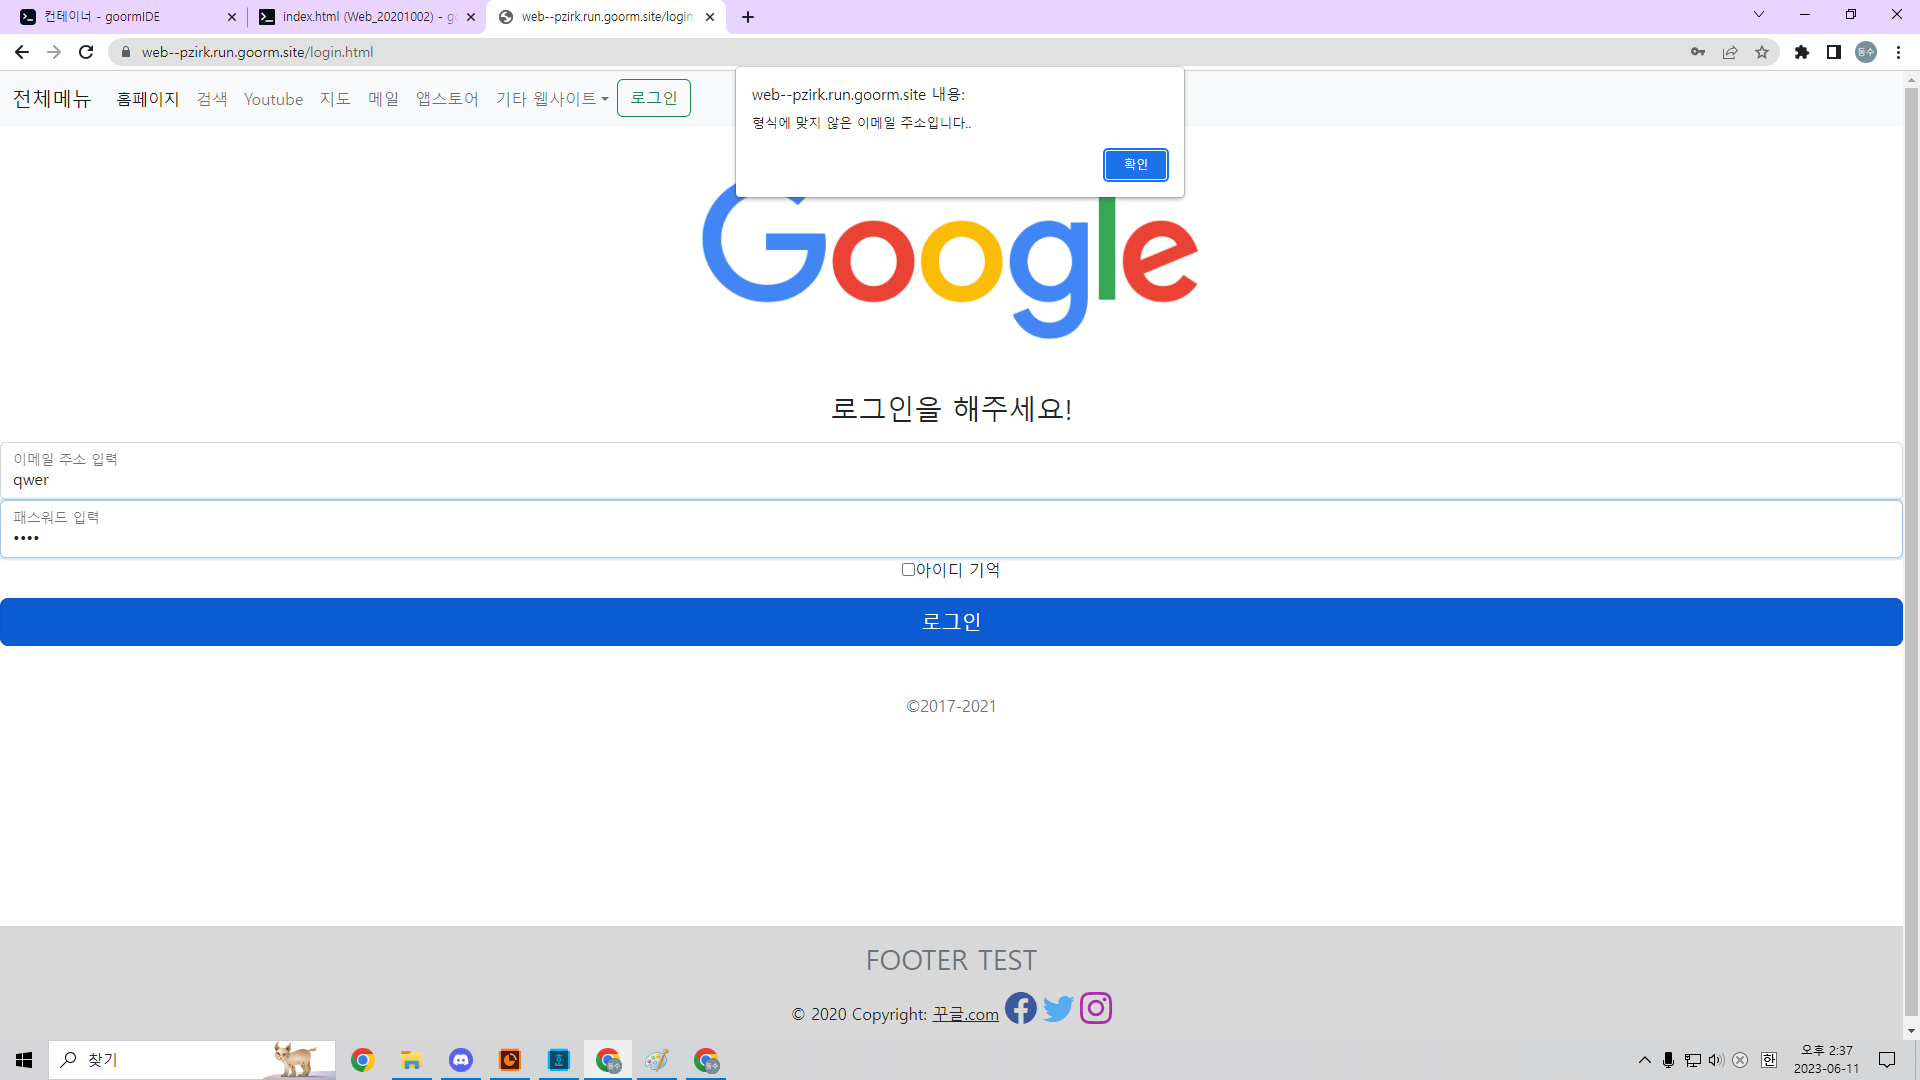 컨테이너 - goormIDE
index.html (Web_20201002) - go
web--pzirk.run.goorm.site/login.
web--pzirk.run.goorm.site/login.html
동수
전체메뉴 홈페이지 검색 Youtube 지도 메일 앱스토어 기타 웹사이트 로그인
web--pzirk.run.goorm.site 내용:
형식에 맞지 않은 이메일 주소입니다..
확인
Google
로그인을 해주세요!
이메일 주소 입력
qwer
패스워드 입력
••••
아이디 기억
로그인
©2017-2021
FOOTER TEST
© 2020 Copyright: 꾸글.com
찾기
한
오후 2:37
2023-06-11